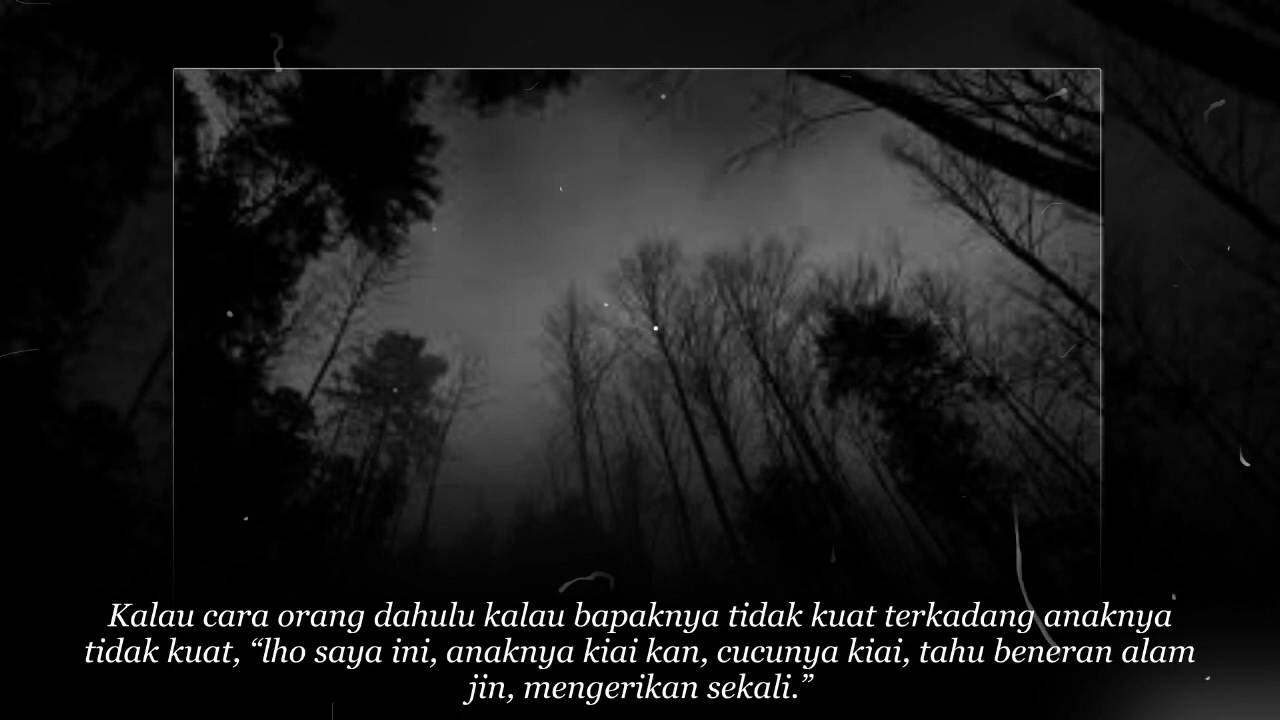 Kalau cara orang dahulu kalau bapaknya tidak kuat terkadang anaknya
tidak kuat, “lho saya ini, anaknya kiai kan, cucunya kiai, tahu beneran alam
jin, mengerikan sekali.”